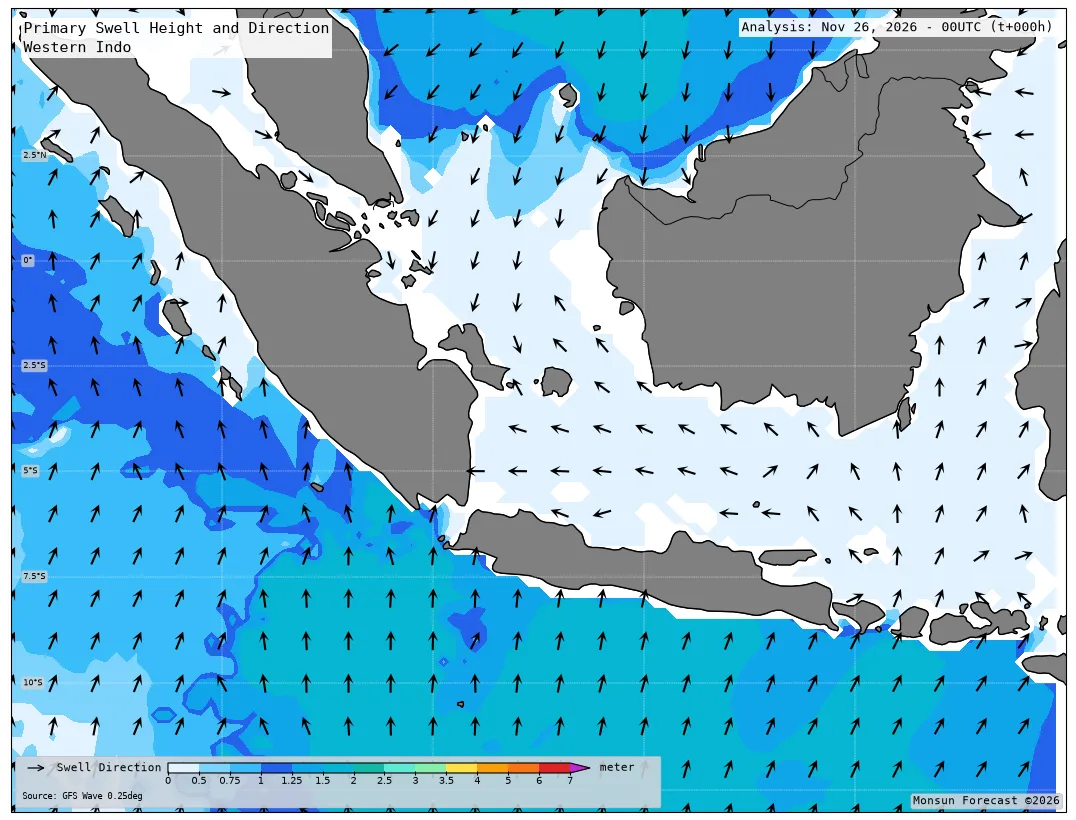 Primary Swell Height and Direction
Western Indo
Analysis: Nov 26, 2026 - 00UTC (t+000h)
2.5°N
0°
2.5°S
5°S
7.5°S
10°S
Swell Direction
0 0.5 0.75 1 1.25 1.5 2 2.5 3 3.5 4 5 6 7
meter
Source: GFS Wave 0.25deg
Monsun Forecast ©2026